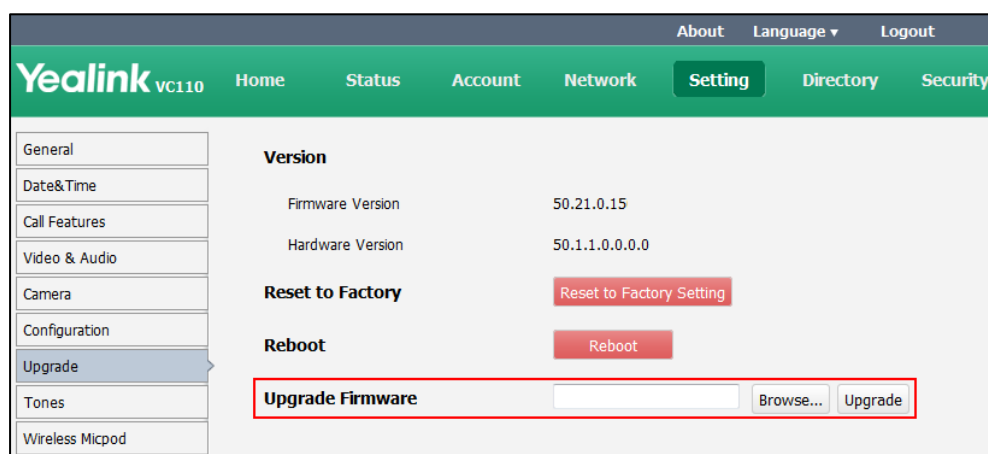 About Language ▾ Logout
Yealink VC110 Home Status Account Network Setting Directory Security
General
Version
Date&Time
Firmware Version 50.21.0.15
Call Features
Hardware Version 50.1.1.0.0.0.0
Video & Audio
Camera
Reset to Factory Reset to Factory Setting
Configuration
Reboot Reboot
Upgrade
Upgrade Firmware Browse... Upgrade
Tones
Wireless Micpod